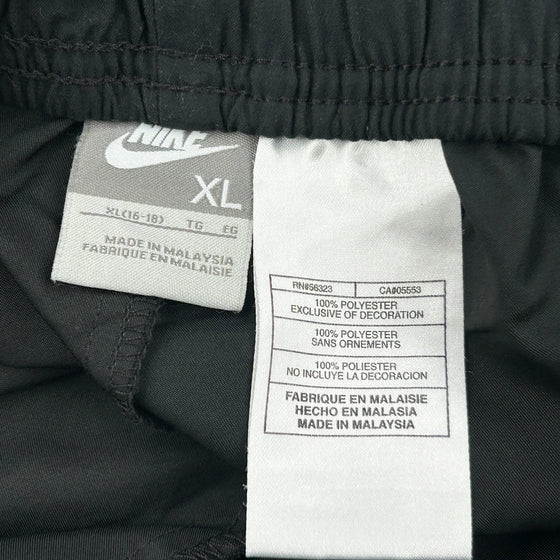 NIKE
XL
XL(16-18) TG EG
MADE IN MALAYSIA
FABRIQUE EN MALAISIE
RN#56323 CA#05553
100% POLYESTER
EXCLUSIVE OF DECORATION
100% POLYESTER
SANS ORNEMENTS
100% POLIESTER
NO INCLUYE LA DECORACION
FABRIQUE EN MALAISIE
HECHO EN MALASIA
MADE IN MALAYSIA